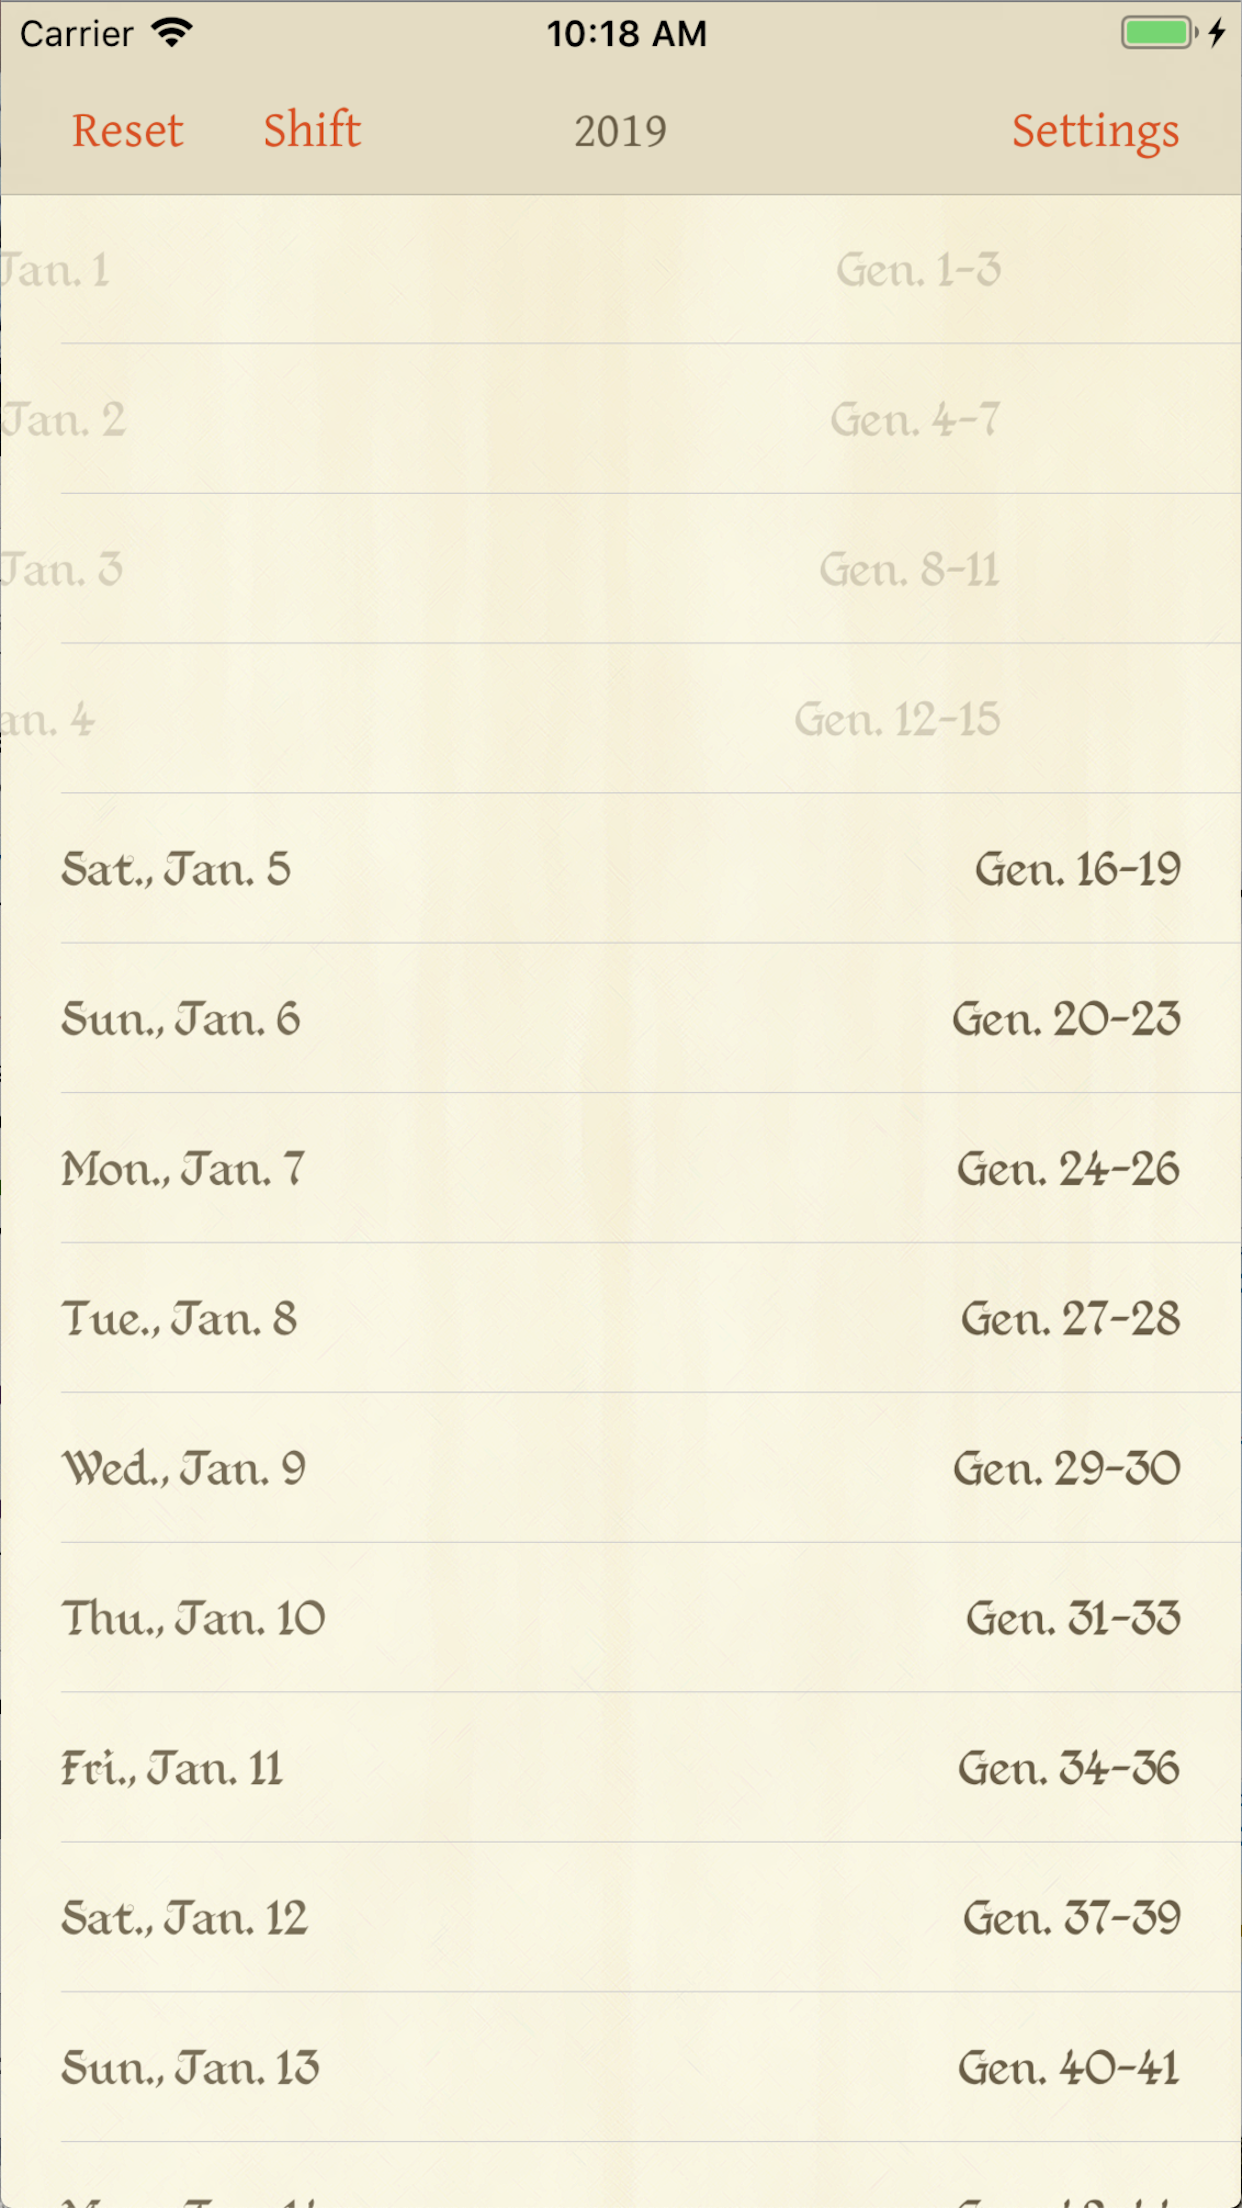 Carrier 10:18 AM
Reset Shift 2019 Settings
Jan. 1 Gen. 1-3
Jan. 2 Gen. 4-7
Jan. 3 Gen. 8-11
an. 4 Gen. 12-15
Sat., Jan. 5 Gen. 16-19
Sun., Jan. 6 Gen. 20-23
Mon., Jan. 7 Gen. 24-26
Tue., Jan. 8 Gen. 27-28
Wed., Jan. 9 Gen. 29-30
Thu., Jan. 10 Gen. 31-33
Fri., Jan. 11 Gen. 34-36
Sat., Jan. 12 Gen. 37-39
Sun., Jan. 13 Gen. 40-41